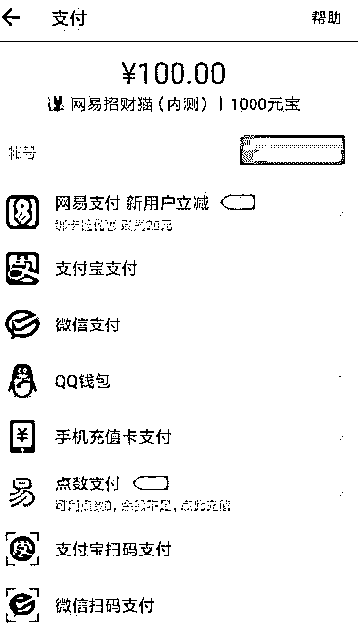 支付
帮助
¥100.00
网易招财猫（内测）丨1000元宝
帐号
网易支付 新用户立减
支付宝支付
微信支付
QQ钱包
¥
手机充值卡支付
易
点数支付
支付宝扫码支付
微信扫码支付